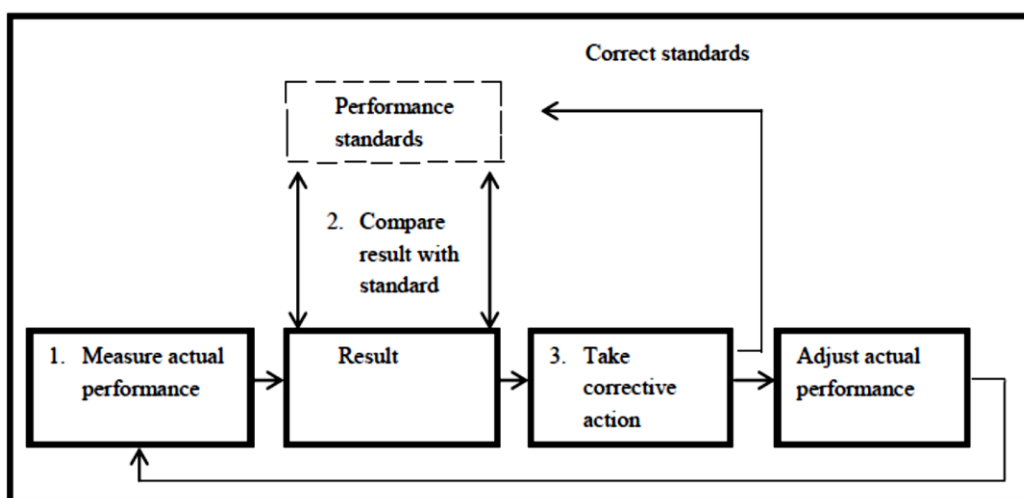 Correct standards
Performance
standards
2. Compare
result with
standard
1. Measure actual
performance
Result
3. Take
corrective
action
Adjust actual
performance